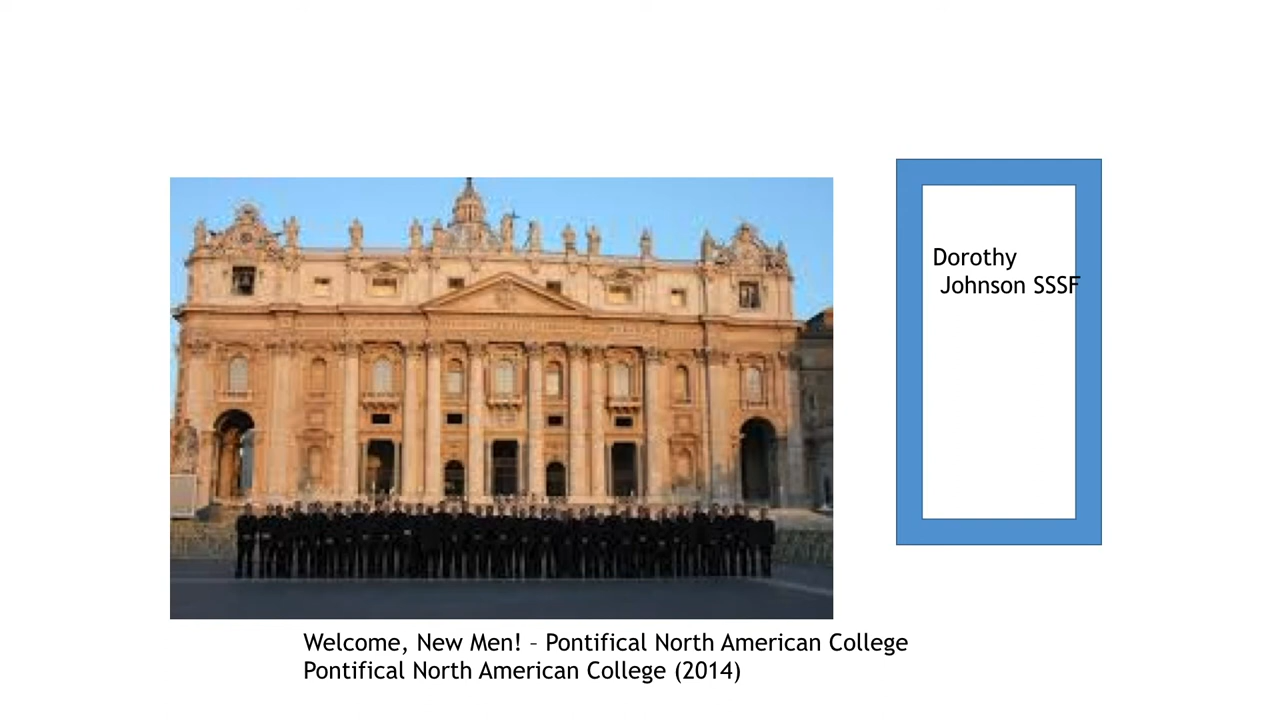 Dorothy
Johnson SSSF
Welcome, New Men! – Pontifical North American College
Pontifical North American College (2014)